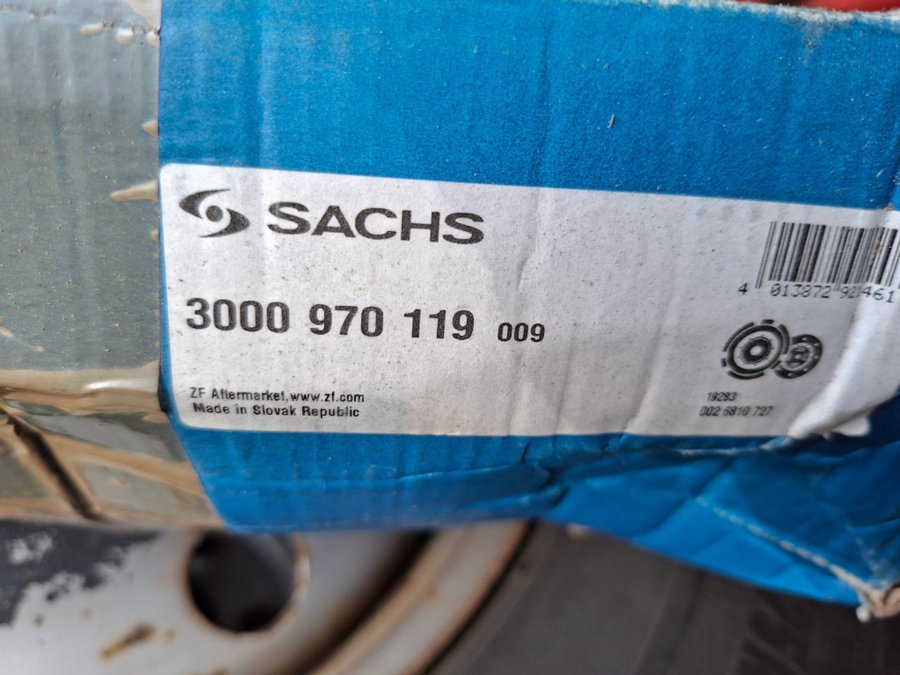 SACHS
3000 970 119 009
4 013872 920461
ZF Aftermarket, www.zf.com
Made in Slovak Republic
19283
002 6810 727